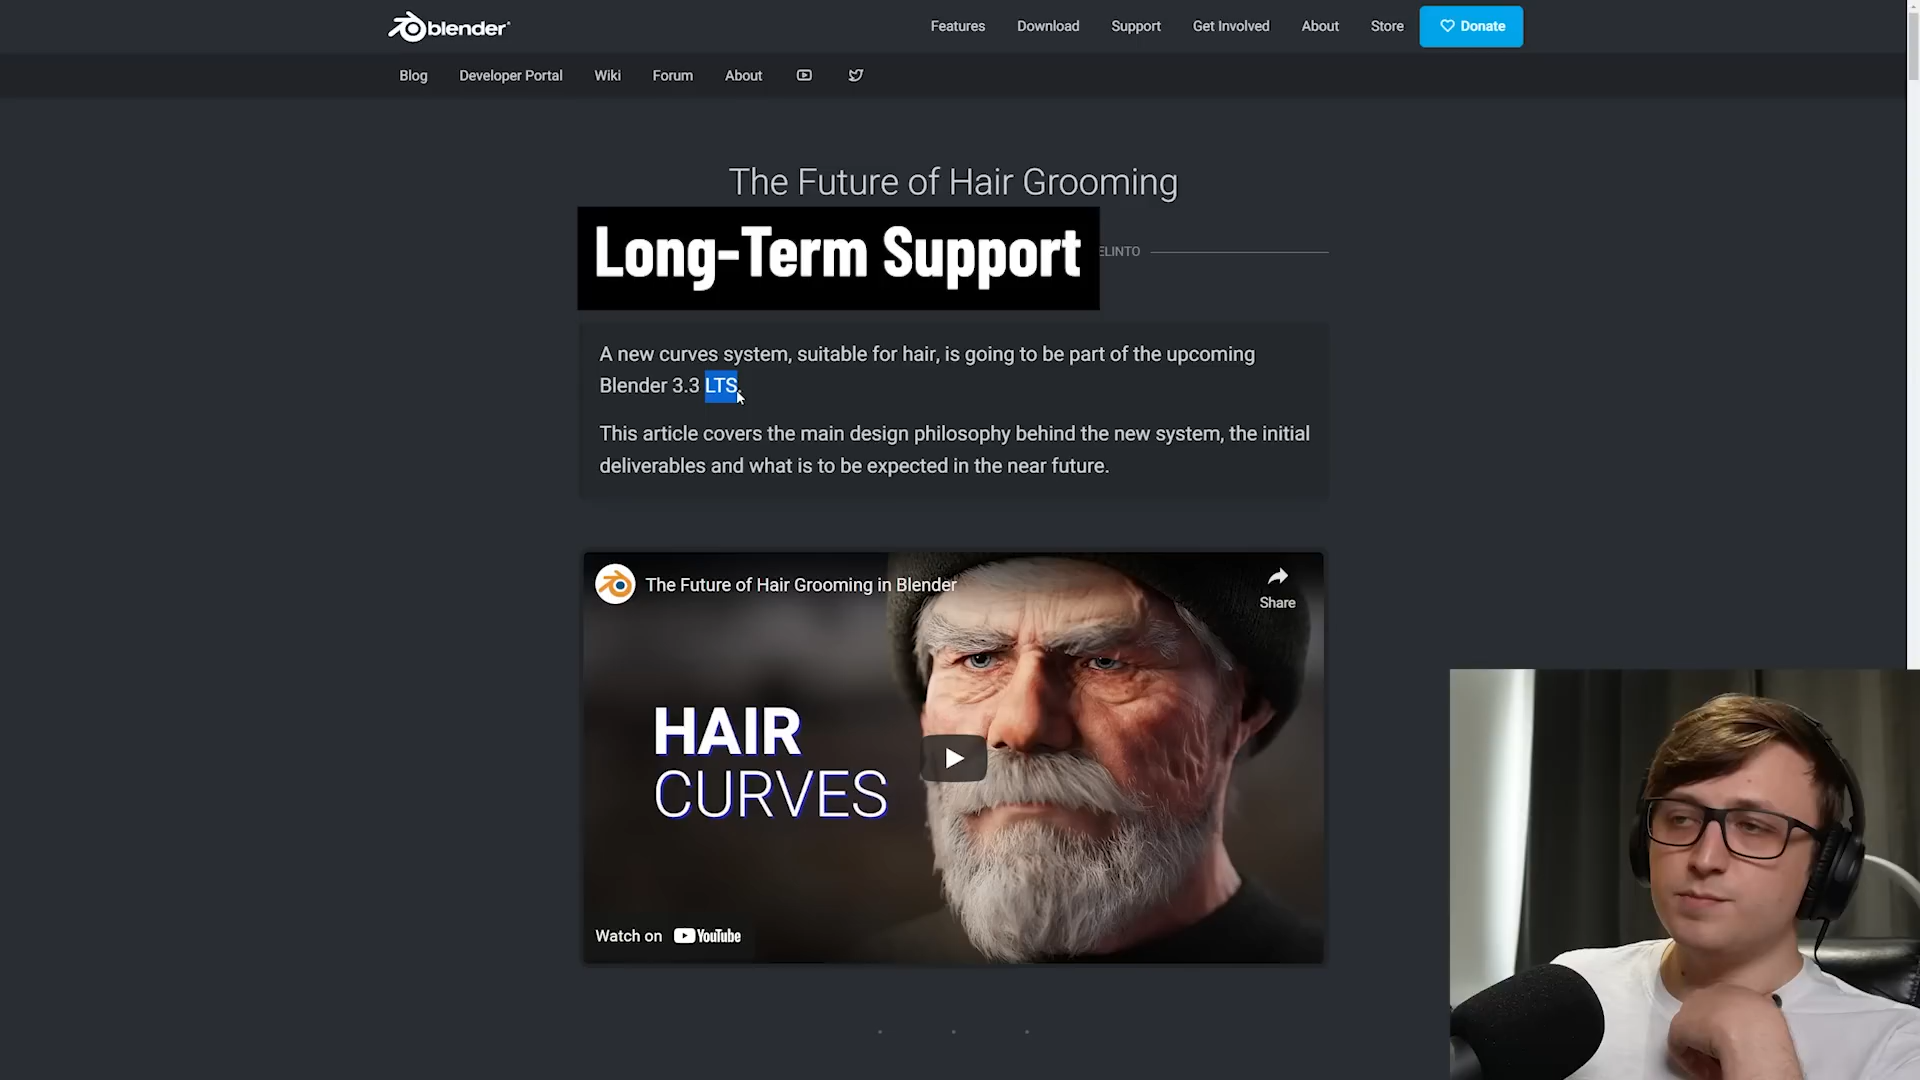 blender
Features Download Support Get Involved About Store Donate
Blog Developer Portal Wiki Forum About
The Future of Hair Grooming
Long-Term Support
ELINTO
A new curves system, suitable for hair, is going to be part of the upcoming
Blender 3.3 LTS.
This article covers the main design philosophy behind the new system, the initial
deliverables and what is to be expected in the near future.
The Future of Hair Grooming in Blender
Share
HAIR
CURVES
Watch on YouTube